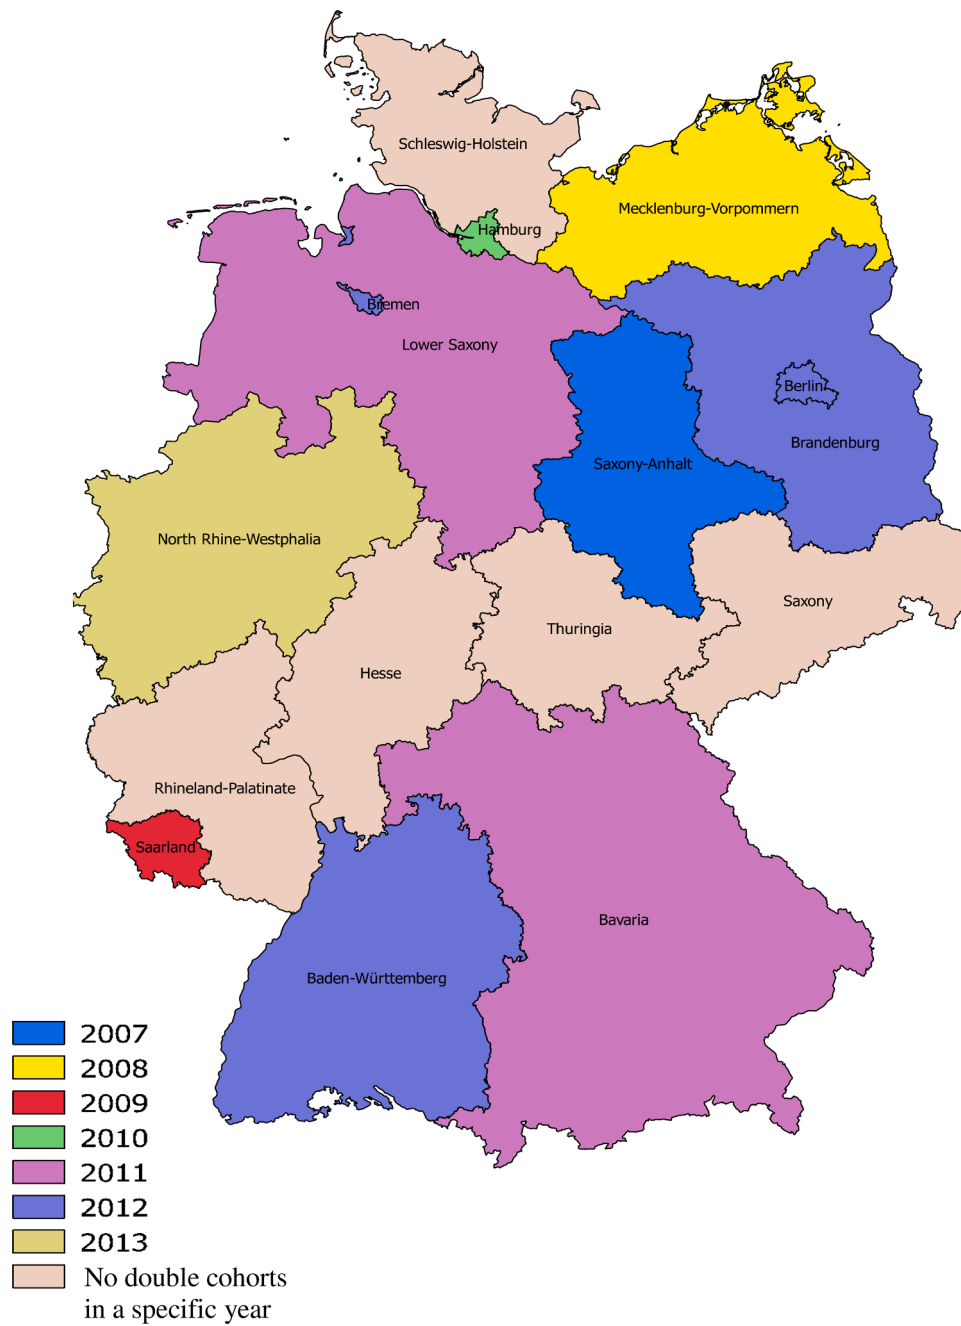 Schleswig-Holstein
Mecklenburg-Vorpommern
Hamburg
Bremen
Lower Saxony
Berlin
Brandenburg
Saxony-Anhalt
North Rhine-Westphalia
Saxony
Thuringia
Hesse
Rhineland-Palatinate
Saarland
Bavaria
Baden-Württemberg
2007
2008
2009
2010
2011
2012
2013
No double cohorts
in a specific year